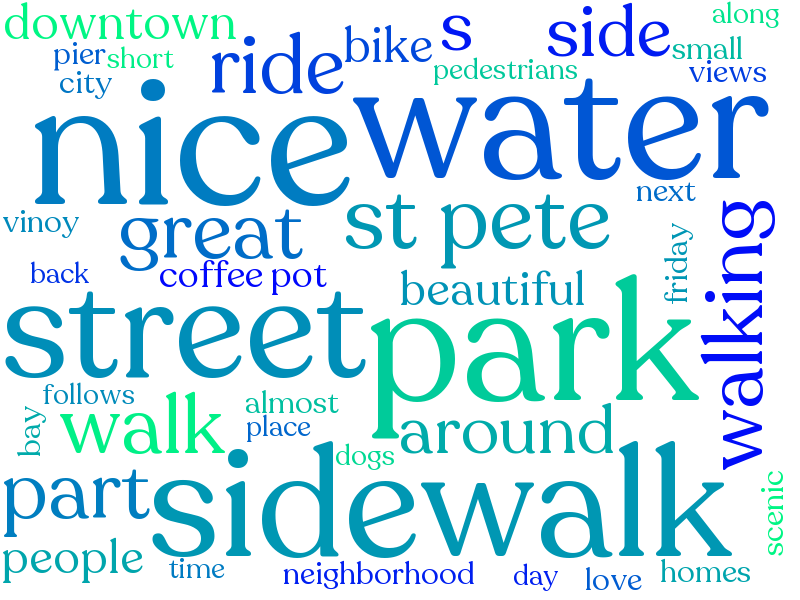 downtown
ride
bike
s
side
along
pier
short
city
pedestrians
small
views
nice
water
next
vinoy
great
st pete
walking
friday
back
coffee pot
beautiful
street
park
follows
almost
bay
walk
place
around
dogs
part
sidewalk
scenic
people
time
neighborhood
day
love
homes